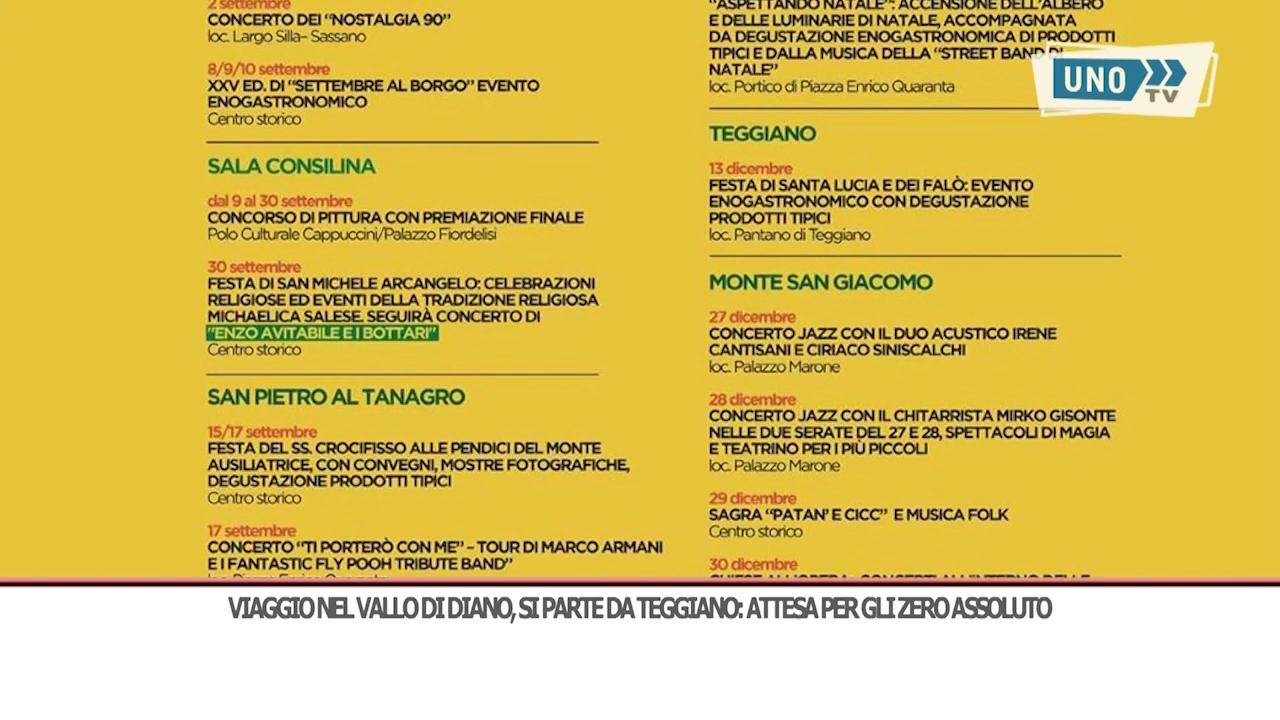 2 settembre
CONCERTO DEI “NOSTALGIA 90”
loc. Largo Silla– Sassano
8/9/10 settembre
XXV ED. DI “SETTEMBRE AL BORGO” EVENTO
ENOGASTRONOMICO
Centro storico
SALA CONSILINA
dal 9 al 30 settembre
CONCORSO DI PITTURA CON PREMIAZIONE FINALE
Polo Culturale Cappuccini/Palazzo Fiordelisi
30 settembre
FESTA DI SAN MICHELE ARCANGELO: CELEBRAZIONI
RELIGIOSE ED EVENTI DELLA TRADIZIONE RELIGIOSA
MICHAELICA SALESE. SEGUIRÀ CONCERTO DI
"ENZO AVITABILE E I BOTTARI"
Centro storico
SAN PIETRO AL TANAGRO
15/17 settembre
FESTA DEL SS. CROCIFISSO ALLE PENDICI DEL MONTE
AUSILIATRICE, CON CONVEGNI, MOSTRE FOTOGRAFICHE,
DEGUSTAZIONE PRODOTTI TIPICI
Centro storico
17 settembre
CONCERTO “TI PORTERÒ CON ME” – TOUR DI MARCO ARMANI
E I FANTASTIC FLY POOH TRIBUTE BAND”
loc. Piazza Enrico Quaranta
“ASPETTANDO NATALE”: ACCENSIONE DELL’ALBERO
E DELLE LUMINARIE DI NATALE, ACCOMPAGNATA
DA DEGUSTAZIONE ENOGASTRONOMICA DI PRODOTTI
TIPICI E DALLA MUSICA DELLA “STREET BAND DI
NATALE”
loc. Portico di Piazza Enrico Quaranta
TEGGIANO
13 dicembre
FESTA DI SANTA LUCIA E DEI FALÒ: EVENTO
ENOGASTRONOMICO CON DEGUSTAZIONE
PRODOTTI TIPICI
loc. Pantano di Teggiano
MONTE SAN GIACOMO
27 dicembre
CONCERTO JAZZ CON IL DUO ACUSTICO IRENE
CANTISANI E CIRIACO SINISCALCHI
loc. Palazzo Marone
28 dicembre
CONCERTO JAZZ CON IL CHITARRISTA MIRKO GISONTE
NELLE DUE SERATE DEL 27 E 28, SPETTACOLI DI MAGIA
E TEATRINO PER I PIÙ PICCOLI
loc. Palazzo Marone
29 dicembre
SAGRA “PATAN’ E CICC” E MUSICA FOLK
Centro storico
30 dicembre
CHIESE ALL'OPERA: CONCERTI ALL'INTERNO DELLE
UNO
TV
VIAGGIO NEL VALLO DI DIANO, SI PARTE DA TEGGIANO: ATTESA PER GLI ZERO ASSOLUTO